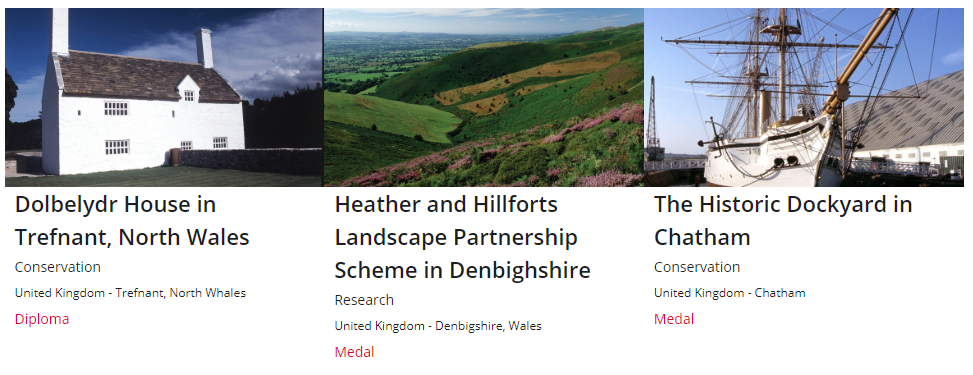 Dolbelydr House in
Trefnant, North Wales
Conservation
United Kingdom - Trefnant, North Whales
Diploma
Heather and Hillforts
Landscape Partnership
Scheme in Denbighshire
Research
United Kingdom - Denbigshire, Wales
Medal
The Historic Dockyard in
Chatham
Conservation
United Kingdom - Chatham
Medal